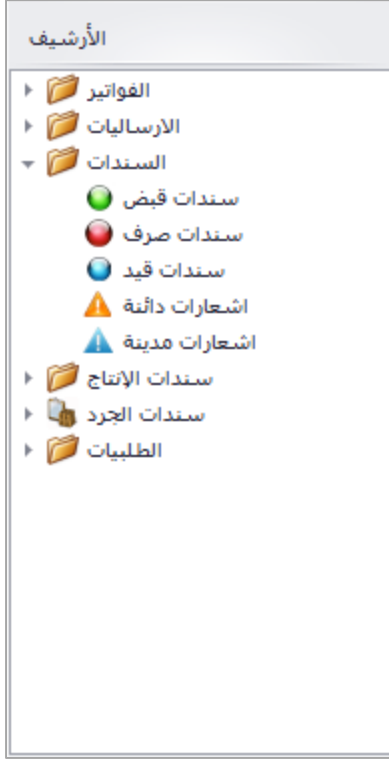 الأرشيف
الفواتير
الارساليات
السندات
سندات قبض
سندات صرف
سندات قيد
اشعارات دائنة
اشعارات مدينة
سندات الإنتاج
سندات الجرد
الطلبيات